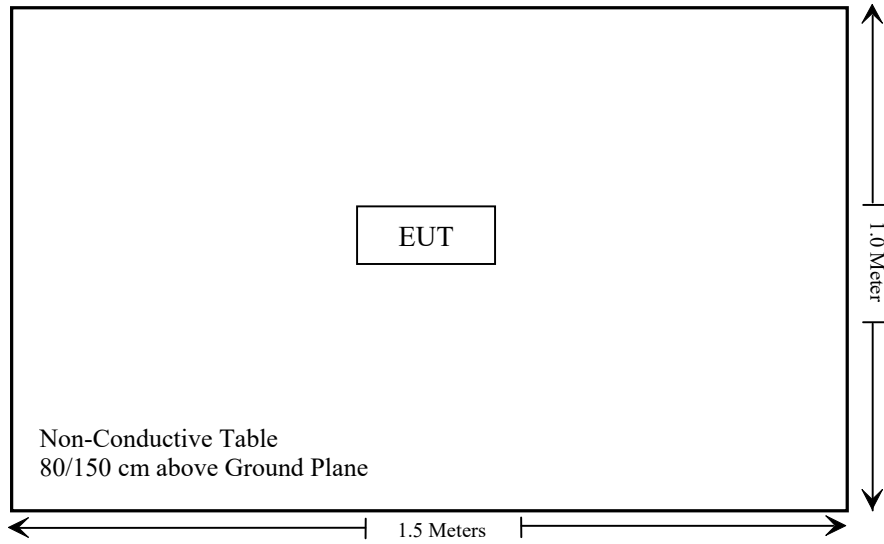 EUT
1.0 Meter
Non-Conductive Table
80/150 cm above Ground Plane
1.5 Meters